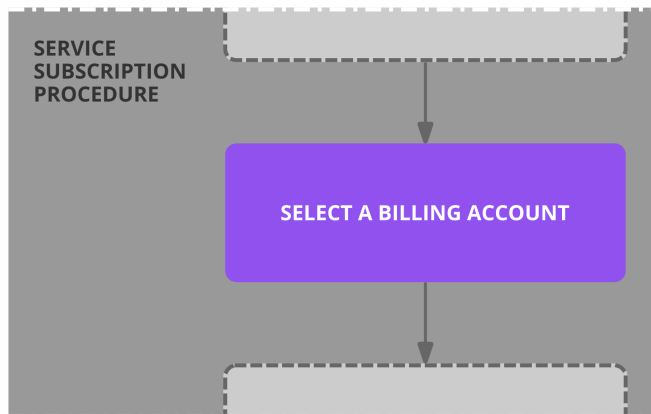 SERVICE
SUBSCRIPTION
PROCEDURE
SELECT A BILLING ACCOUNT